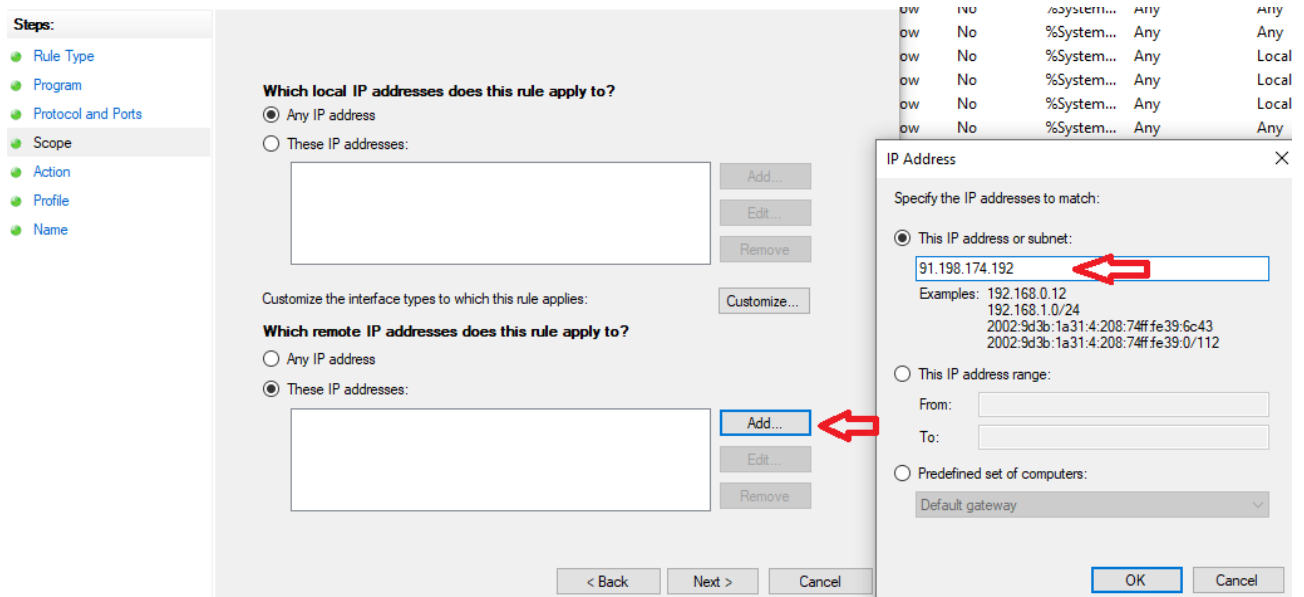 Steps:
Rule Type
Program
Protocol and Ports
Scope
Action
Profile
Name
Which local IP addresses does this rule apply to?
Any IP address
These IP addresses:
Add...
Edit...
Remove
Customize the interface types to which this rule applies:
Customize...
Which remote IP addresses does this rule apply to?
Any IP address
These IP addresses:
Add...
Edit...
Remove
< Back Next > Cancel
ow No %System... Any Any
ow No %System... Any Any
ow No %System... Any Local
ow No %System... Any Local
ow No %System... Any Local
ow No %System... Any Any
IP Address
Specify the IP addresses to match:
This IP address or subnet:
91.198.174.192
Examples: 192.168.0.12
192.168.1.0/24
2002:9d3b:1a31:4:208:74ff:fe39:6c43
2002:9d3b:1a31:4:208:74ff:fe39:0/112
This IP address range:
From:
To:
Predefined set of computers:
Default gateway
OK Cancel